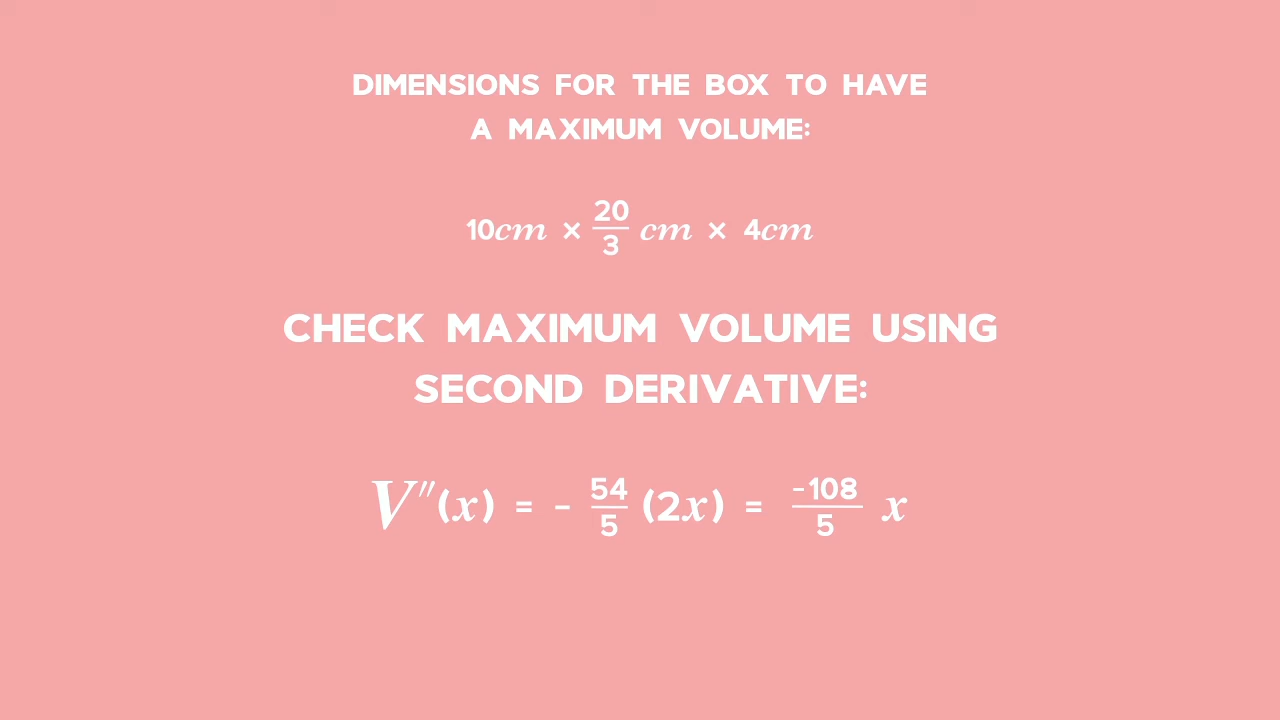 DIMENSIONS FOR THE BOX TO HAVE
A MAXIMUM VOLUME:
10cm × 20/3 cm × 4cm
CHECK MAXIMUM VOLUME USING
SECOND DERIVATIVE:
V″(x) = - 54/5 (2x) = -108/5 x